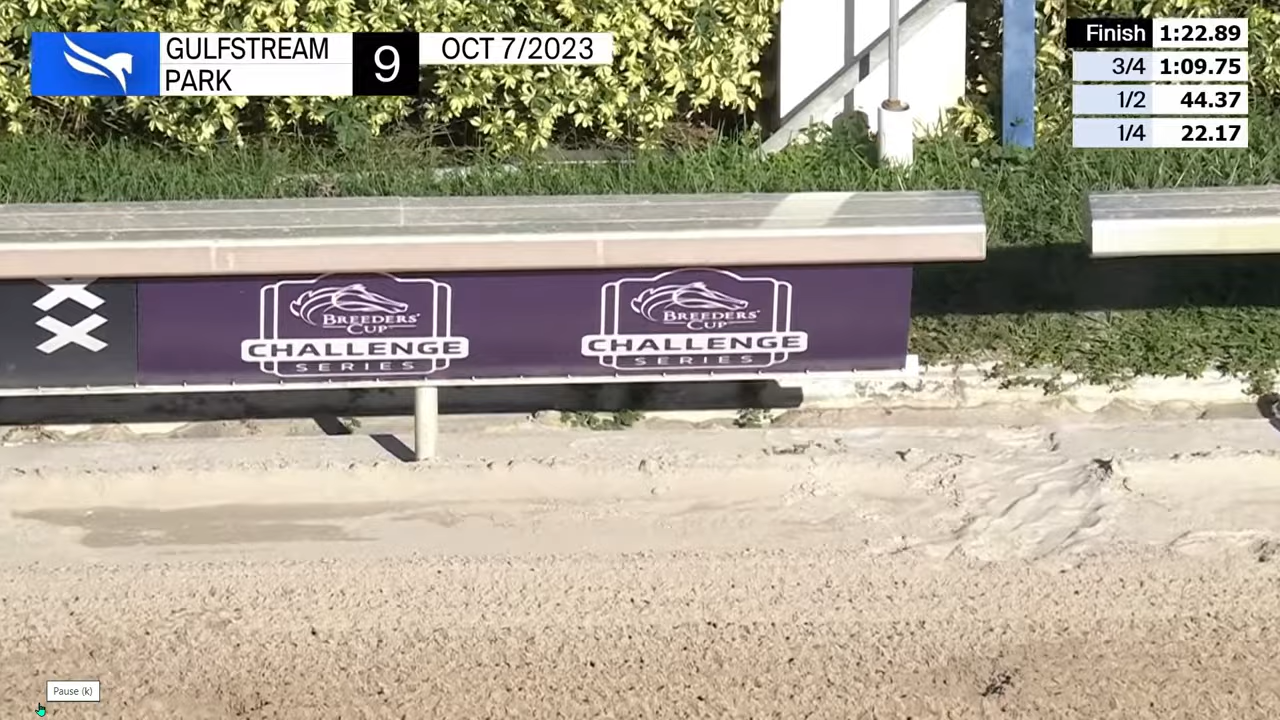 GULFSTREAM
PARK
9
OCT 7/2023
Finish 1:22.89
3/4 1:09.75
1/2 44.37
1/4 22.17
BREEDERS'
CUP
CHALLENGE
SERIES
BREEDERS'
CUP
CHALLENGE
SERIES
Pause (k)